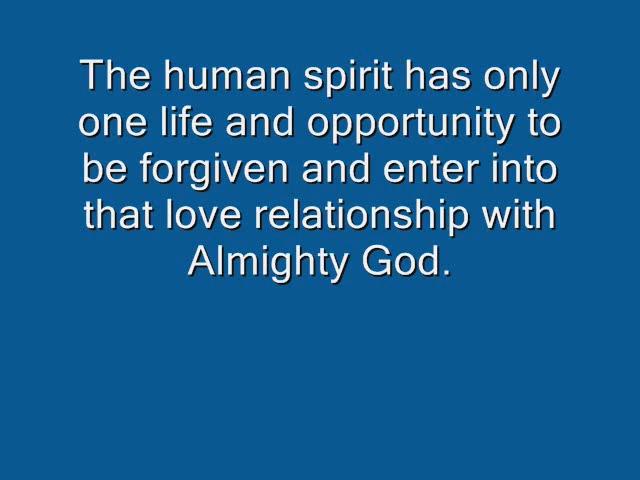 The human spirit has only
one life and opportunity to
be forgiven and enter into
that love relationship with
Almighty God.